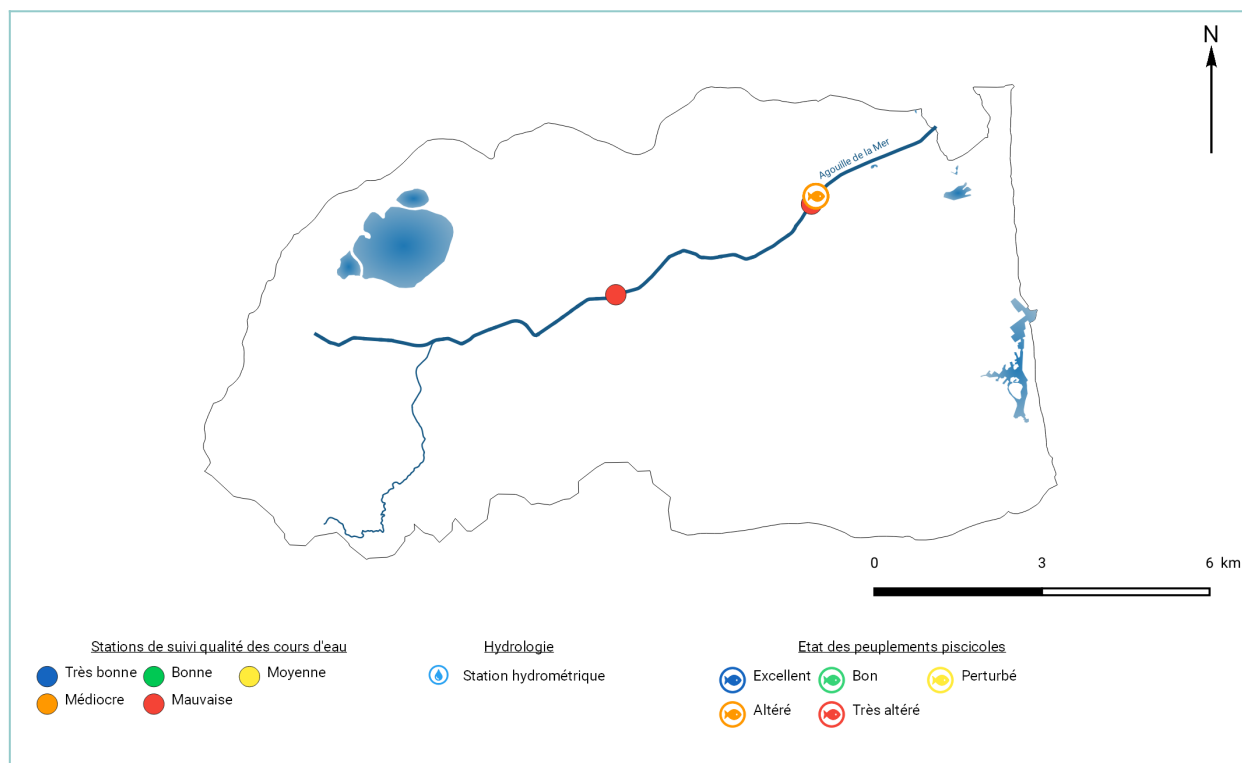 N
Agouille de la Mer
0 3 6 km
Stations de suivi qualité des cours d'eau
Très bonne Bonne Moyenne
Médiocre Mauvaise
Hydrologie
Station hydrométrique
Etat des peuplements piscicoles
Excellent Bon Perturbé
Altéré Très altéré